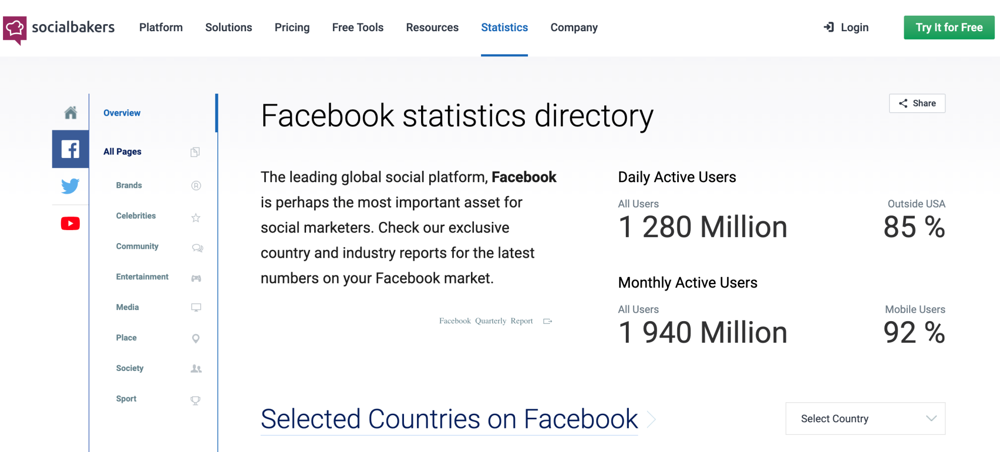 socialbakers
Platform
Solutions
Pricing
Free Tools
Resources
Statistics
Company
Login
Try It for Free
Overview
All Pages
Brands
Celebrities
Community
Entertainment
Media
Place
Society
Sport
Facebook statistics directory
Share
The leading global social platform, Facebook
is perhaps the most important asset for
social marketers. Check our exclusive
country and industry reports for the latest
numbers on your Facebook market.
Facebook Quarterly Report
Daily Active Users
All Users
1 280 Million
Outside USA
85 %
Monthly Active Users
All Users
1 940 Million
Mobile Users
92 %
Selected Countries on Facebook
Select Country